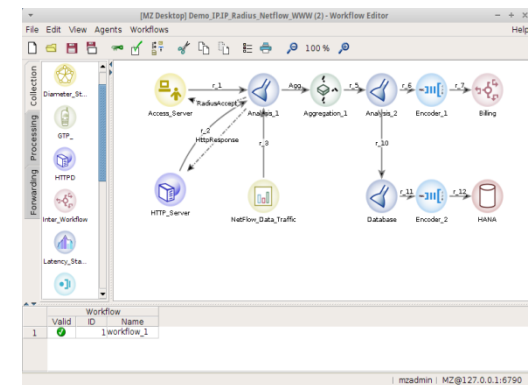 [MZ Desktop] Demo_IP.IP_Radius_Netflow_WWW (2) - Workflow Editor
File Edit View Agents Workflows Help
100 %
Collection
Processing
Forwarding
Diameter_St...
GTP_
HTTPD
Inter_Workflow
Latency_Sta...
r_1
Agg
r_5
r_6
r_7
RadiusAccept_
Access_Server
Analysis_1
Aggregation_1
Analysis_2
Encoder_1
Billing
r_2
HttpResponse
r_3
r_10
r_11
r_12
HTTP_Server
NetFlow_Data_Traffic
Database
Encoder_2
HANA
Workflow
Valid ID Name
1 1 workflow_1
mzadmin MZ@127.0.0.1:6790